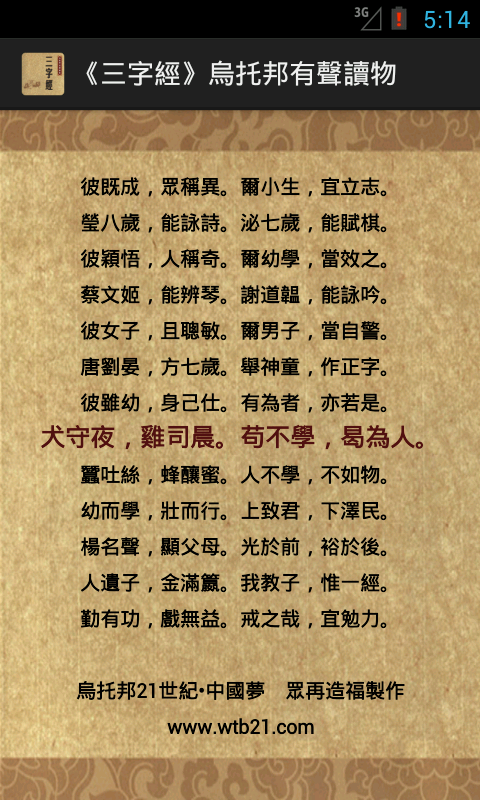 3G
5:14
三字經
《三字經》烏托邦有聲讀物
彼既成，眾稱異。爾小生，宜立志。
瑩八歲，能詠詩。泌七歲，能賦棋。
彼穎悟，人稱奇。爾幼學，當效之。
蔡文姬，能辨琴。謝道韞，能詠吟。
彼女子，且聰敏。爾男子，當自警。
唐劉晏，方七歲。舉神童，作正字。
彼雖幼，身己仕。有為者，亦若是。
犬守夜，雞司晨。苟不學，曷為人。
蠶吐絲，蜂釀蜜。人不學，不如物。
幼而學，壯而行。上致君，下澤民。
楊名聲，顯父母。光於前，裕於後。
人遺子，金滿籯。我教子，惟一經。
勤有功，戲無益。戒之哉，宜勉力。
烏托邦21世紀•中國夢　眾再造福製作
www.wtb21.com